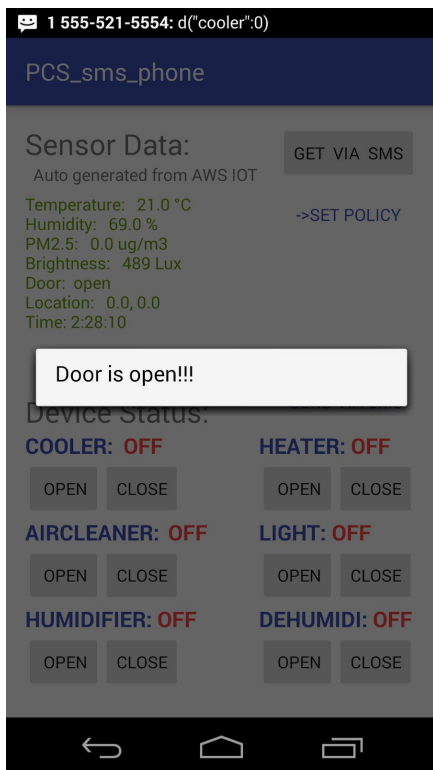 1 555-521-5554: d("cooler":0)
PCS_sms_phone
Sensor Data:
GET VIA SMS
Auto generated from AWS IOT
Temperature: 21.0 °C
->SET POLICY
Humidity: 69.0 %
PM2.5: 0.0 ug/m3
Brightness: 489 Lux
Door: open
Location: 0.0, 0.0
Time: 2:28:10
Door is open!!!
Device Status:
COOLER: OFF
HEATER: OFF
OPEN CLOSE
OPEN CLOSE
AIRCLEANER: OFF
LIGHT: OFF
OPEN CLOSE
OPEN CLOSE
HUMIDIFIER: OFF
DEHUMIDI: OFF
OPEN CLOSE
OPEN CLOSE